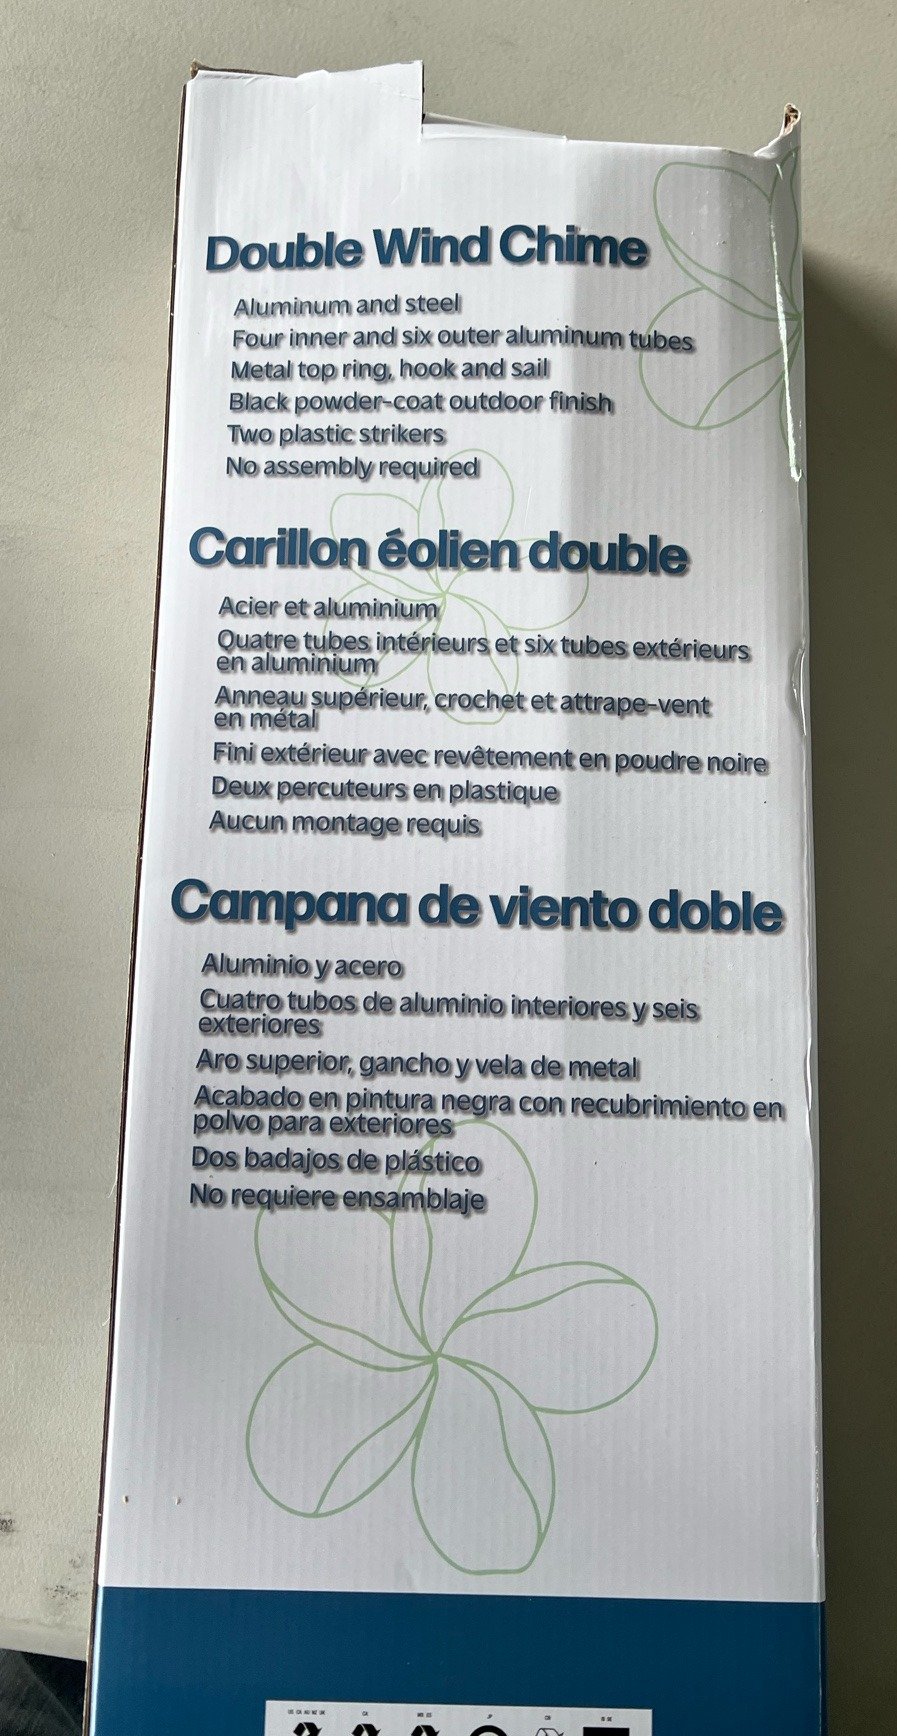 Double Wind Chime
Aluminum and steel
Four inner and six outer aluminum tubes
Metal top ring, hook and sail
Black powder-coat outdoor finish
Two plastic strikers
No assembly required
Carillon éolien double
Acier et aluminium
Quatre tubes intérieurs et six tubes extérieurs
en aluminium
Anneau supérieur, crochet et attrape-vent
en métal
Fini extérieur avec revêtement en poudre noire
Deux percuteurs en plastique
Aucun montage requis
Campana de viento doble
Aluminio y acero
Cuatro tubos de aluminio interiores y seis
exteriores
Aro superior, gancho y vela de metal
Acabado en pintura negra con recubrimiento en
polvo para exteriores
Dos badajos de plástico
No requiere ensamblaje